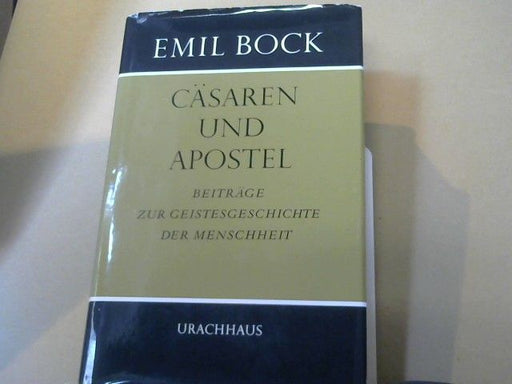 EMIL BOCK
CÄSAREN
UND
APOSTEL
BEITRÄGE
ZUR GEISTESGESCHICHTE
DER MENSCHHEIT
URACHHAUS